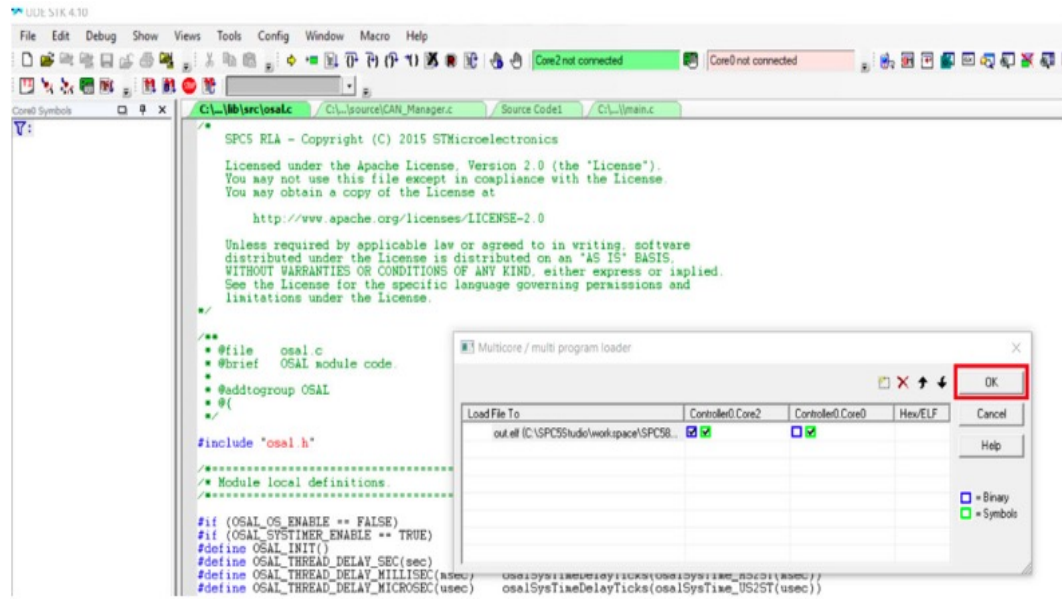 UDE STK 4.10
File Edit Debug Show Views Tools Config Window Macro Help
Core2 not connected Core0 not connected
Core0 Symbols
C:\...\lib\src\osal.c C:\...\source\CAN_Manager.c Source Code1 C:\...\\main.c
/*
SPC5 RLA - Copyright (C) 2015 STMicroelectronics
Licensed under the Apache License, Version 2.0 (the "License").
You may not use this file except in compliance with the License.
You may obtain a copy of the License at
http://www.apache.org/licenses/LICENSE-2.0
Unless required by applicable law or agreed to in writing, software
distributed under the License is distributed on an "AS IS" BASIS,
WITHOUT WARRANTIES OR CONDITIONS OF ANY KIND, either express or implied.
See the License for the specific language governing permissions and
limitations under the License.
*/
/**
* @file osal.c
* @brief OSAL module code.
*
* @addtogroup OSAL
* @{
*/
#include "osal.h"
/* Module local definitions.
#if (OSAL_OS_ENABLE == FALSE)
#if (OSAL_SYSTIMER_ENABLE == TRUE)
#define OSAL_INIT()
#define OSAL_THREAD_DELAY_SEC(sec)
#define OSAL_THREAD_DELAY_MILLISEC(msec) osalSysTimeDelayTicks(osalSysTime_MS2ST(msec))
#define OSAL_THREAD_DELAY_MICROSEC(usec) osalSysTimeDelayTicks(osalSysTime_US2ST(usec))
Multicore / multi program loader
OK
Load File To Controller0.Core2 Controller0.Core0 Hex/ELF
Cancel
out.elf (C:\SPC5Studio\workspace\SPC58...
Help
= Binary
= Symbols